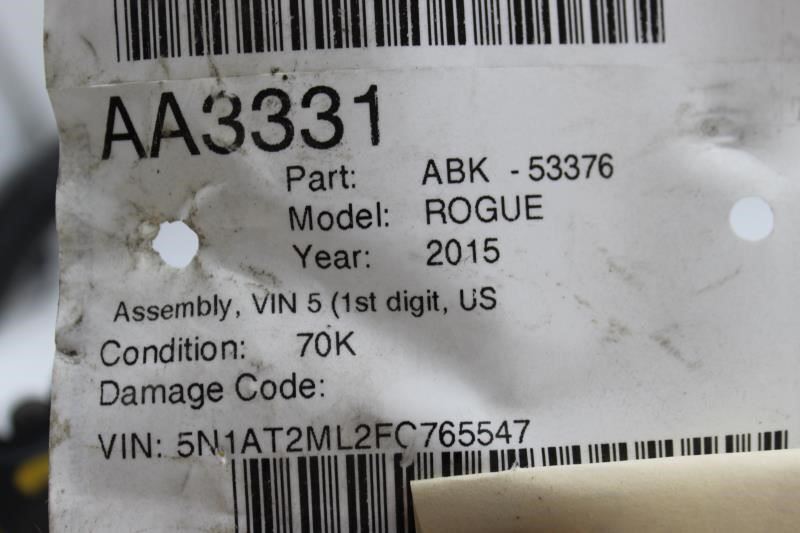 AA3331
Part: ABK - 53376
Model: ROGUE
Year: 2015
Assembly, VIN 5 (1st digit, US
Condition: 70K
Damage Code:
VIN: 5N1AT2ML2FC765547